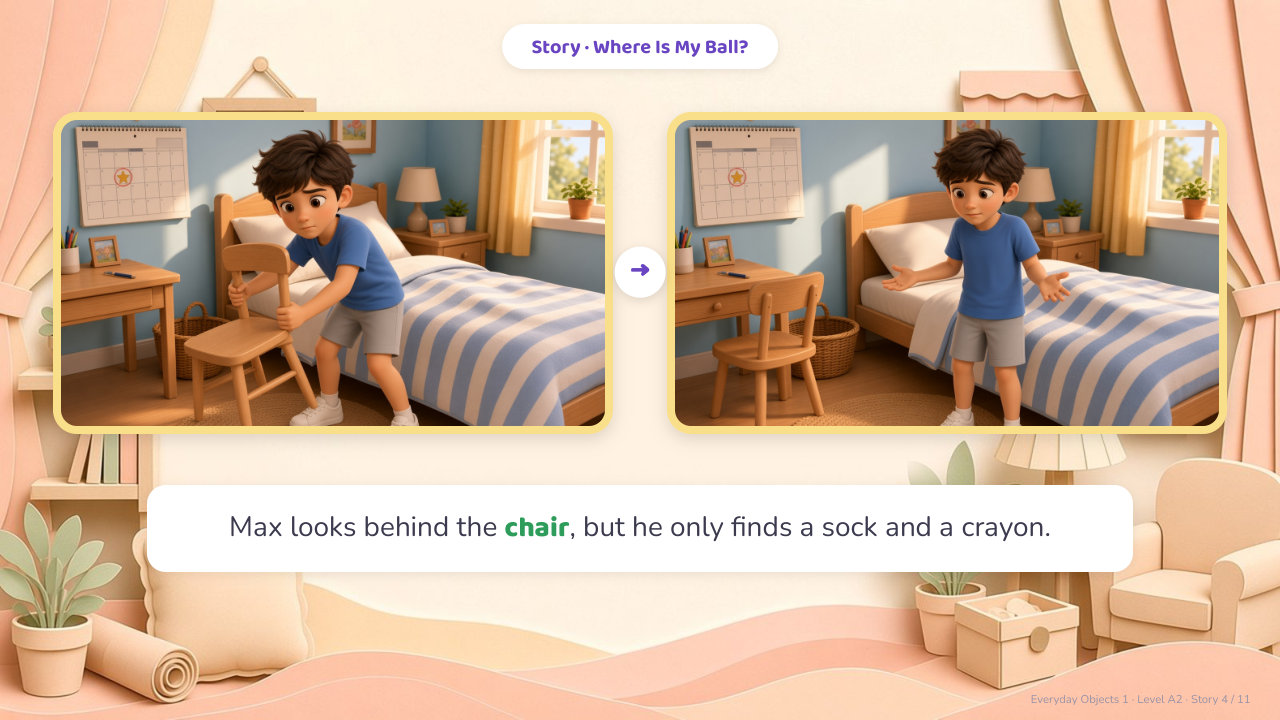 Story · Where Is My Ball?
➜
Max looks behind the chair, but he only finds a sock and a crayon.
Everyday Objects 1 · Level A2 · Story 4 / 11